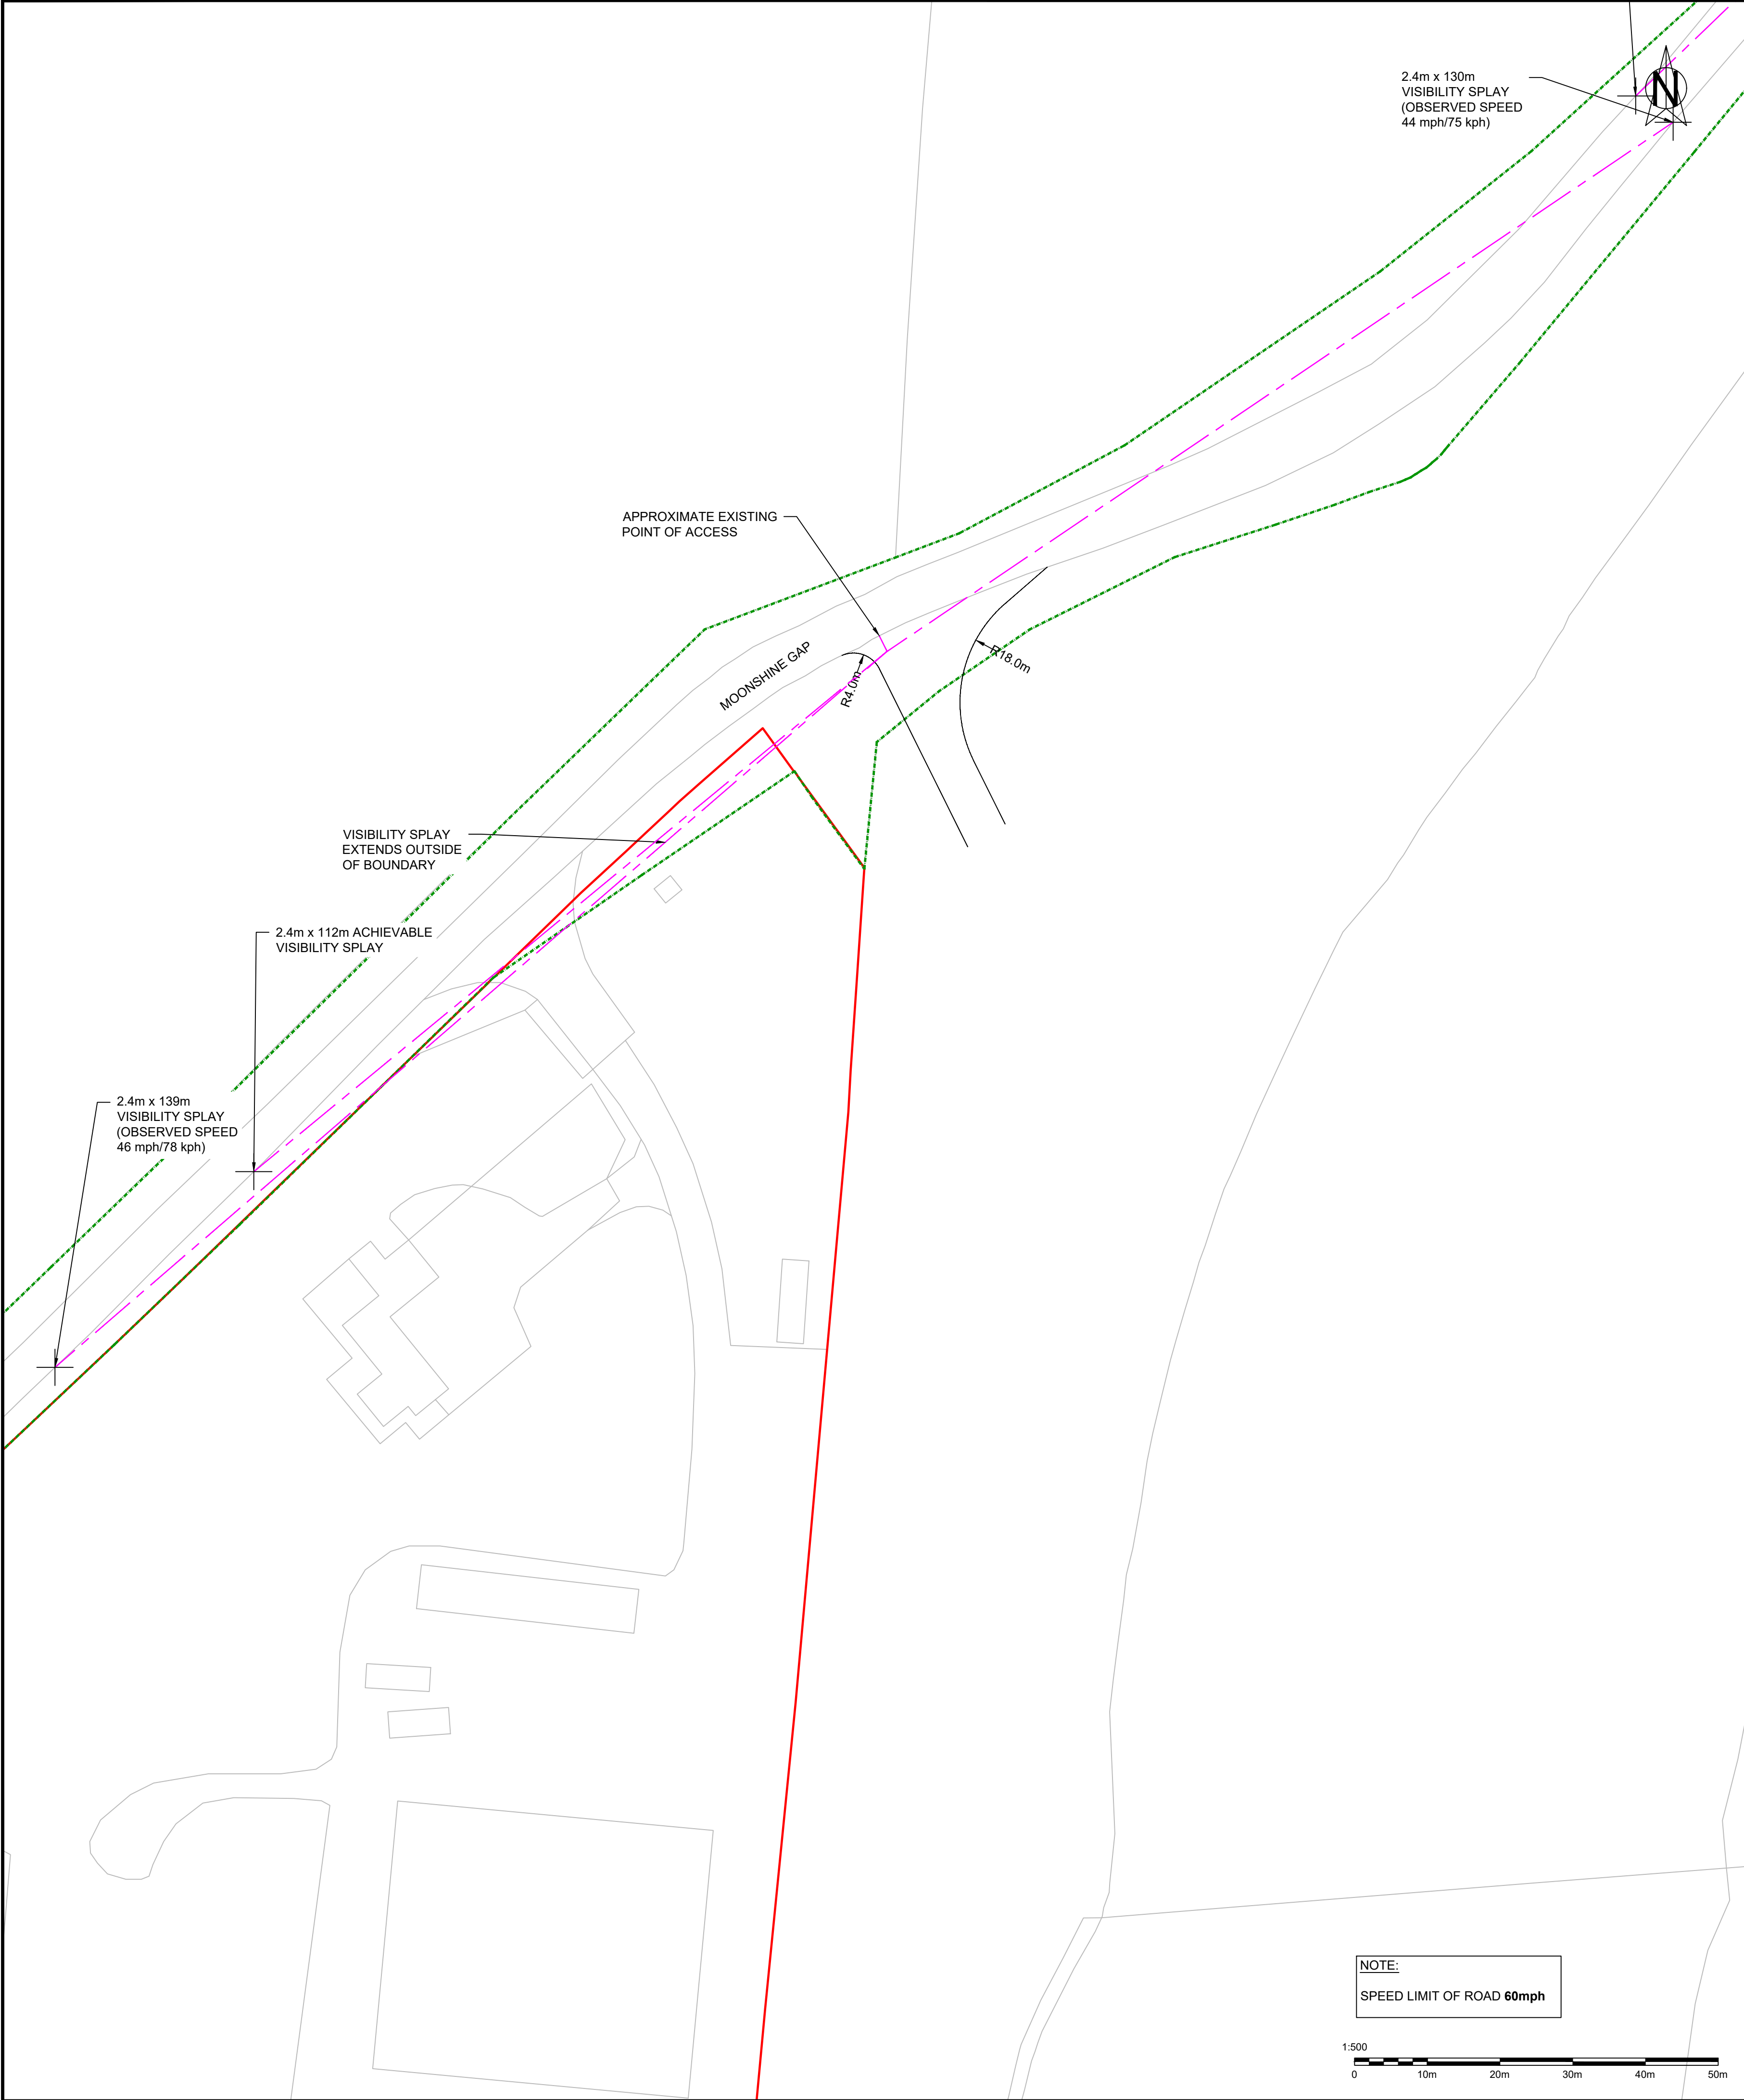 2.4m x 130m
VISIBILITY SPLAY
(OBSERVED SPEED
44 mph/75 kph)
N
APPROXIMATE EXISTING
POINT OF ACCESS
MOONSHINE GAP
R4.0m
R18.0m
VISIBILITY SPLAY
EXTENDS OUTSIDE
OF BOUNDARY
2.4m x 112m ACHIEVABLE
VISIBILITY SPLAY
2.4m x 139m
VISIBILITY SPLAY
(OBSERVED SPEED
46 mph/78 kph)
NOTE:
SPEED LIMIT OF ROAD 60mph
1:500
0 10m 20m 30m 40m 50m